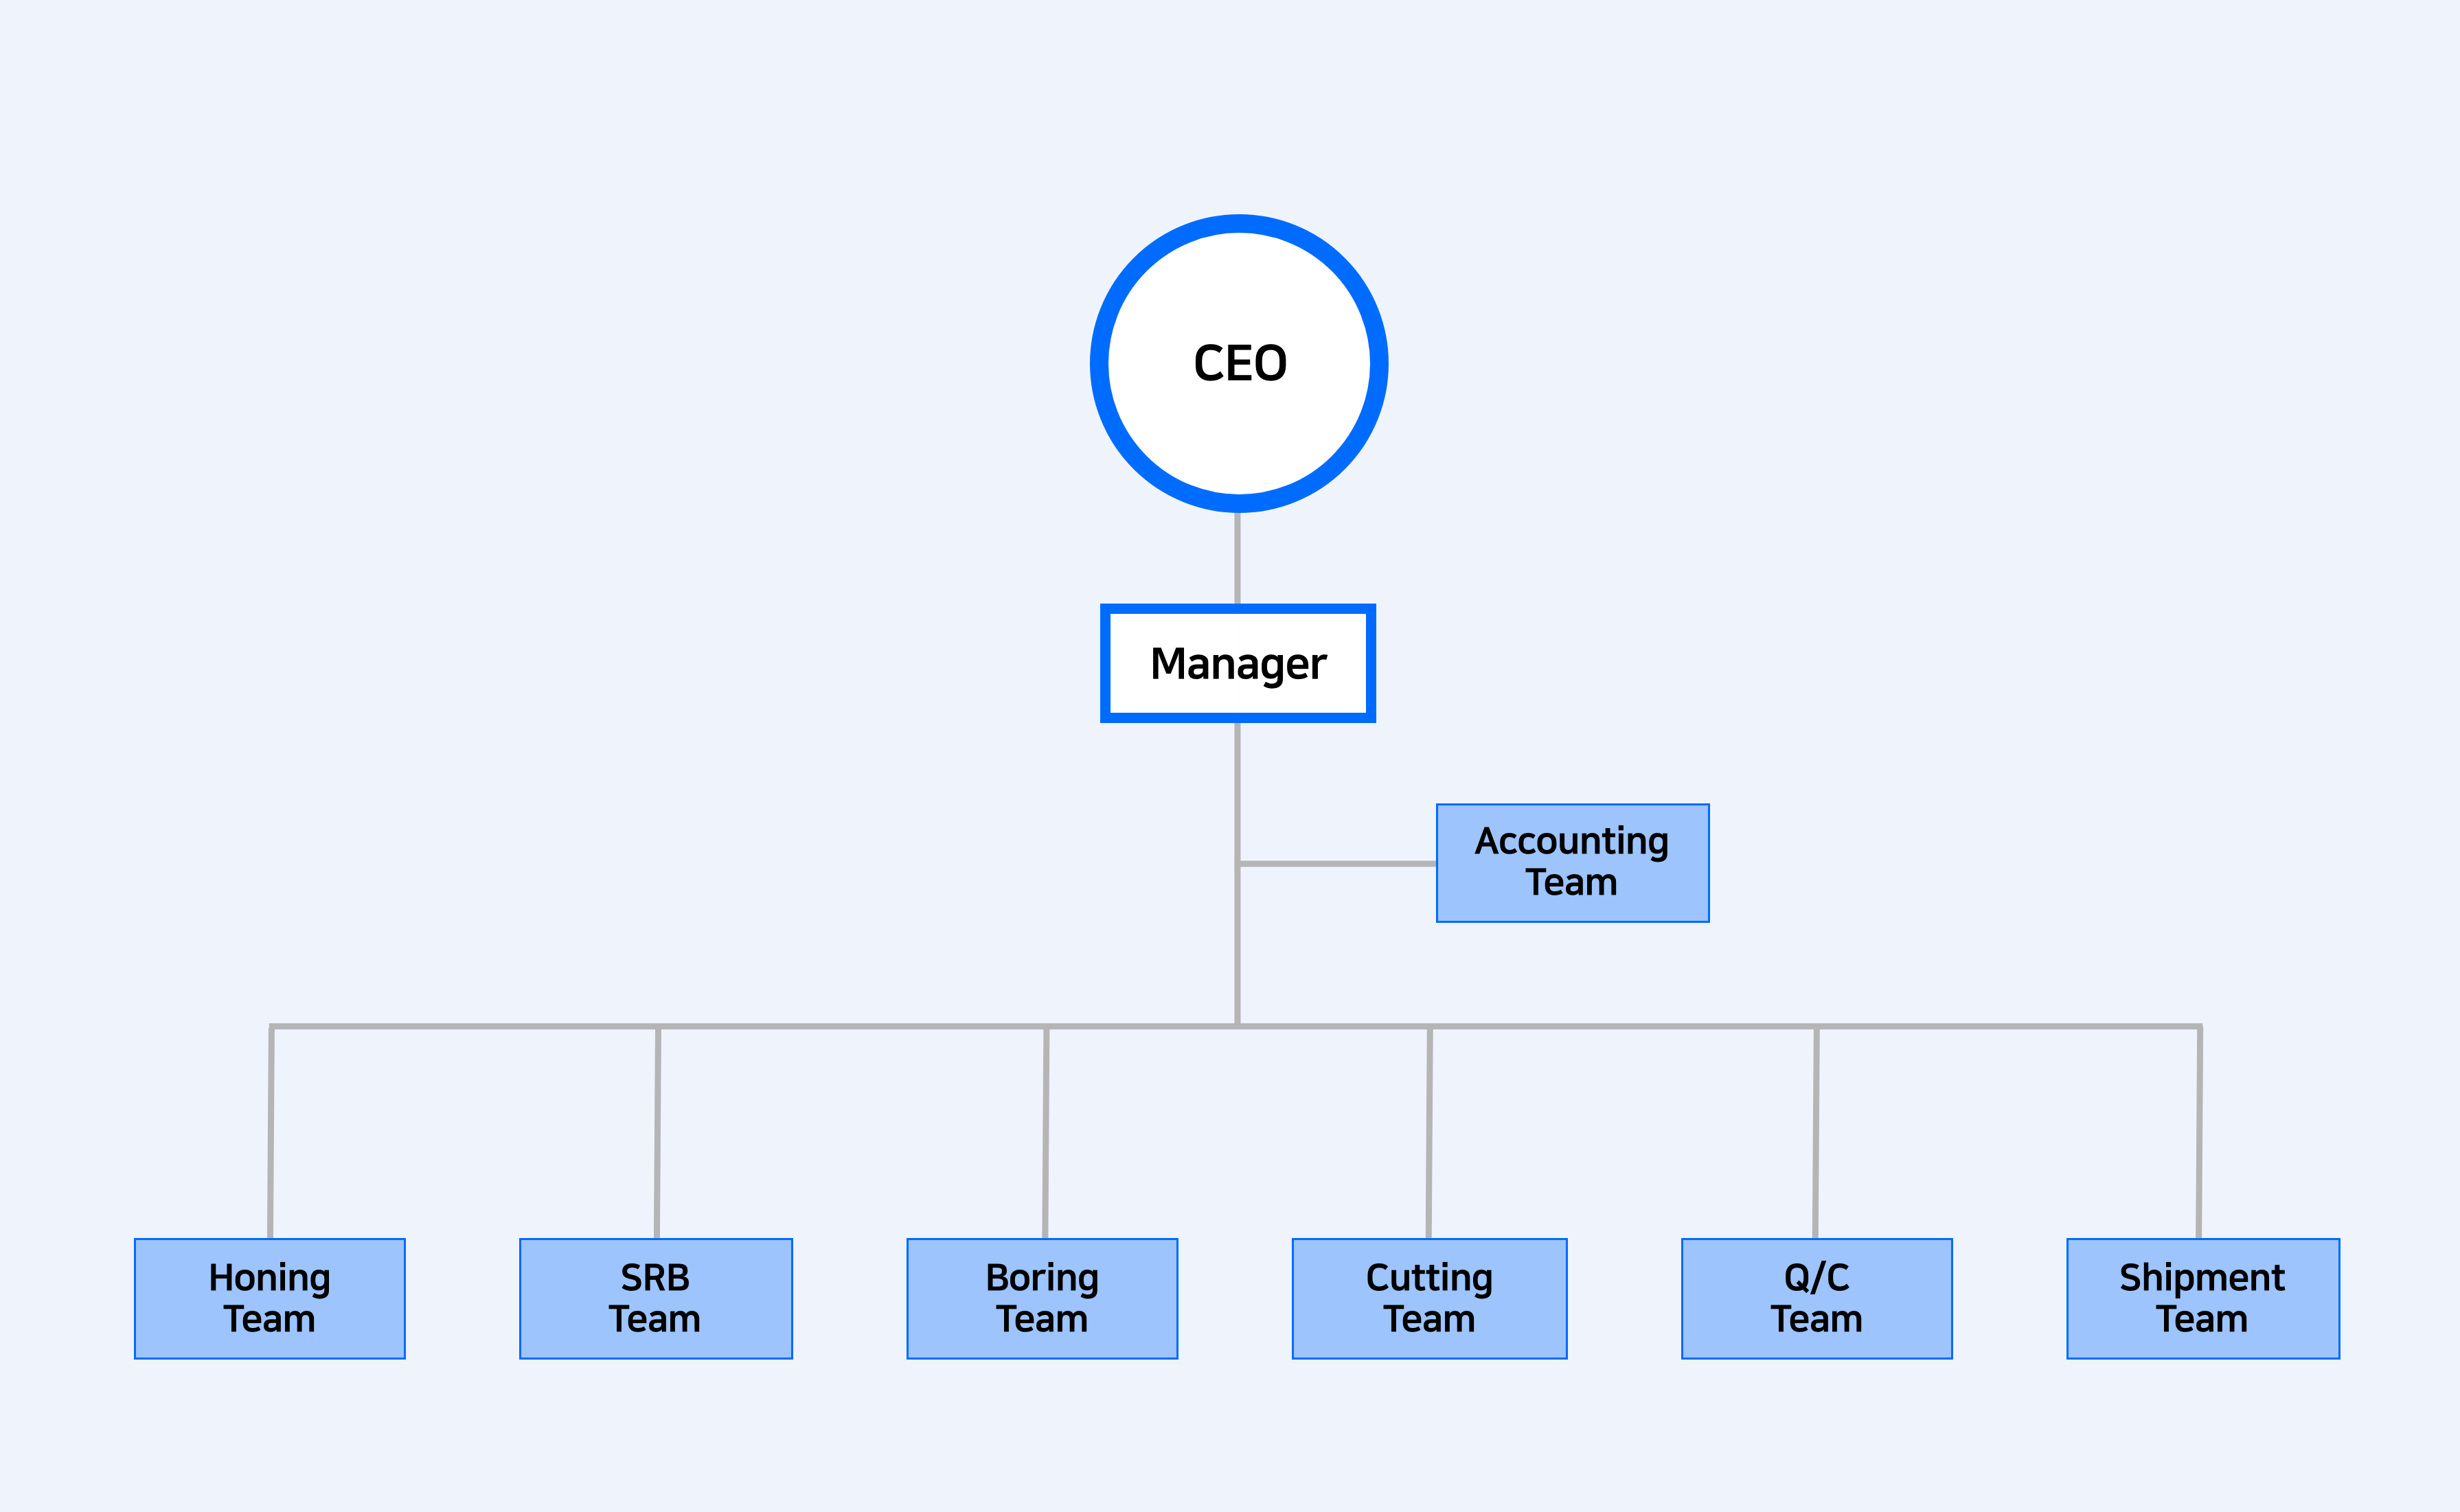 CEO
Manager
Accounting
Team
Honing
Team
SRB
Team
Boring
Team
Cutting
Team
Q/C
Team
Shipment
Team